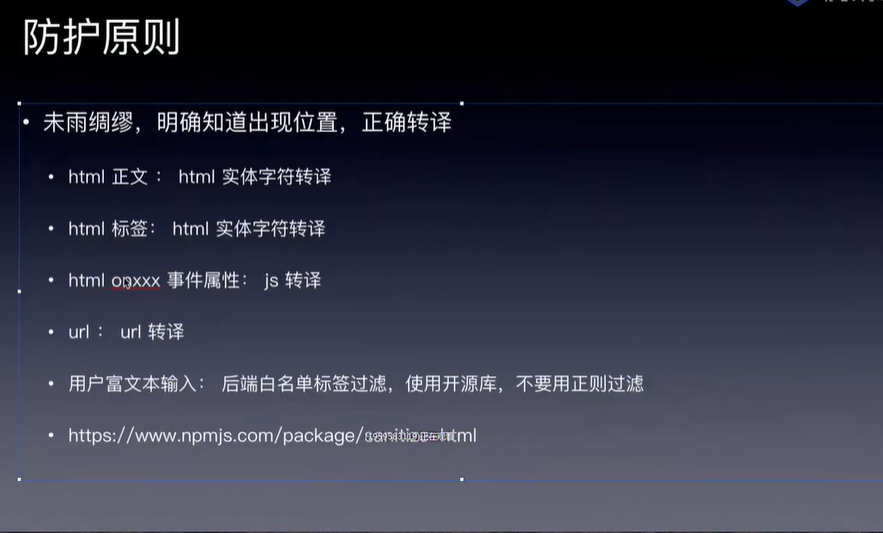 防护原则
• 未雨绸缪，明确知道出现位置，正确转译
• html 正文 ： html 实体字符转译
• html 标签： html 实体字符转译
• html onxxx 事件属性： js 转译
• url ： url 转译
• 用户富文本输入： 后端白名单标签过滤，使用开源库，不要用正则过滤
• https://www.npmjs.com/package/